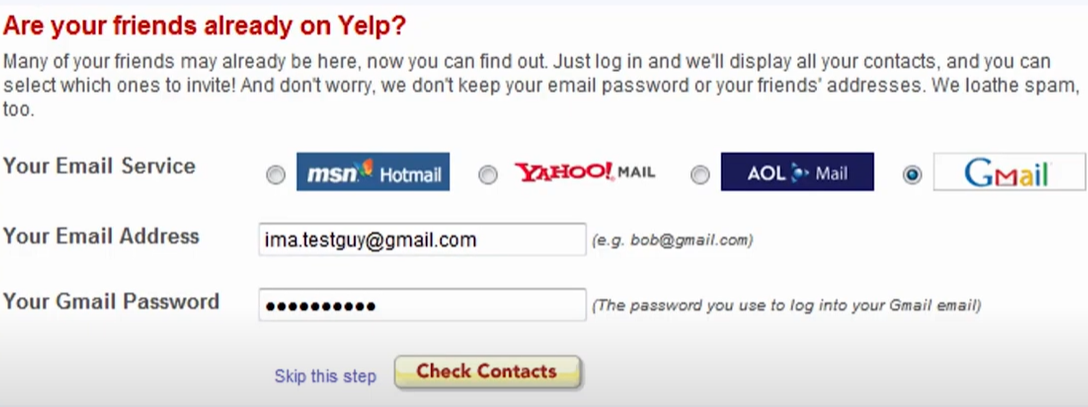 Are your friends already on Yelp?
Many of your friends may already be here, now you can find out. Just log in and we'll display all your contacts, and you can
select which ones to invite! And don't worry, we don't keep your email password or your friends' addresses. We loathe spam,
too.
Your Email Service msn Hotmail YAHOO! MAIL AOL Mail Gmail
Your Email Address ima.testguy@gmail.com (e.g. bob@gmail.com)
Your Gmail Password •••••••••• (The password you use to log into your Gmail email)
Skip this step Check Contacts